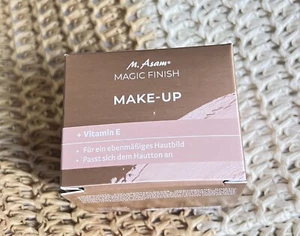 M. Asam®
MAGIC FINISH
MAKE-UP
+ Vitamin E
• Für ein ebenmäßiges Hautbild
• Passt sich dem Hautton an